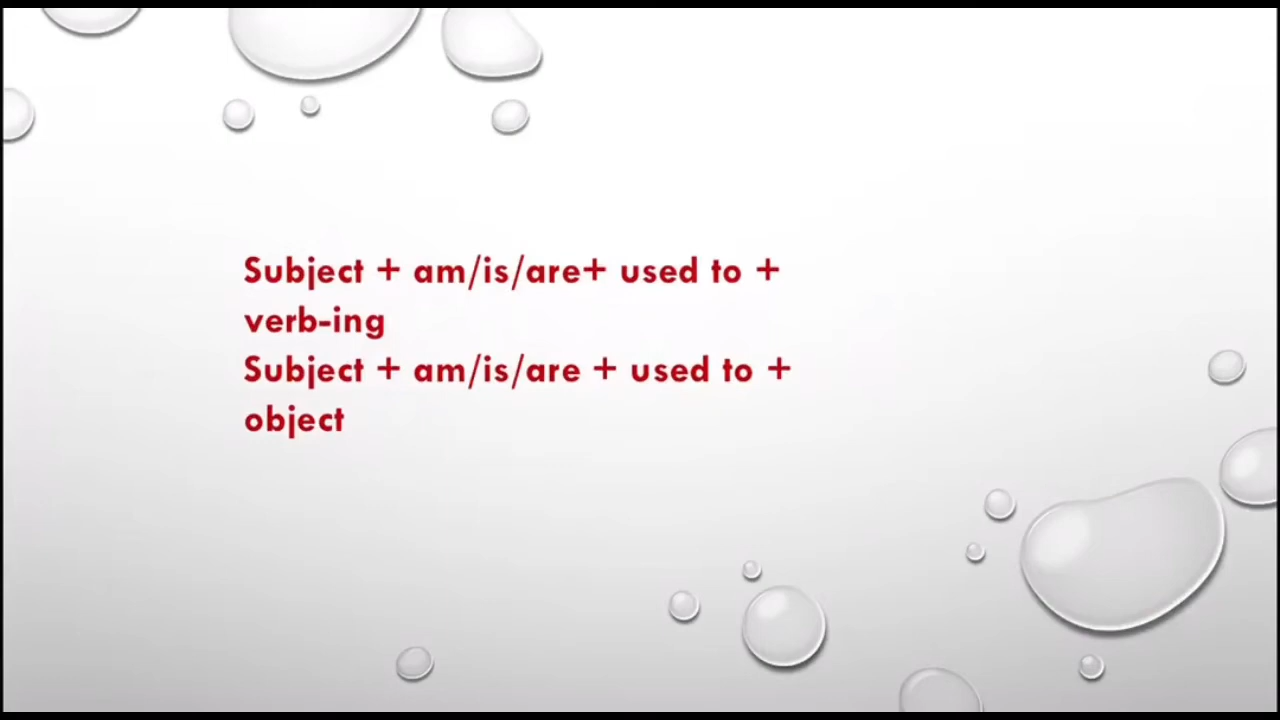 Subject + am/is/are+ used to +
verb-ing
Subject + am/is/are + used to +
object